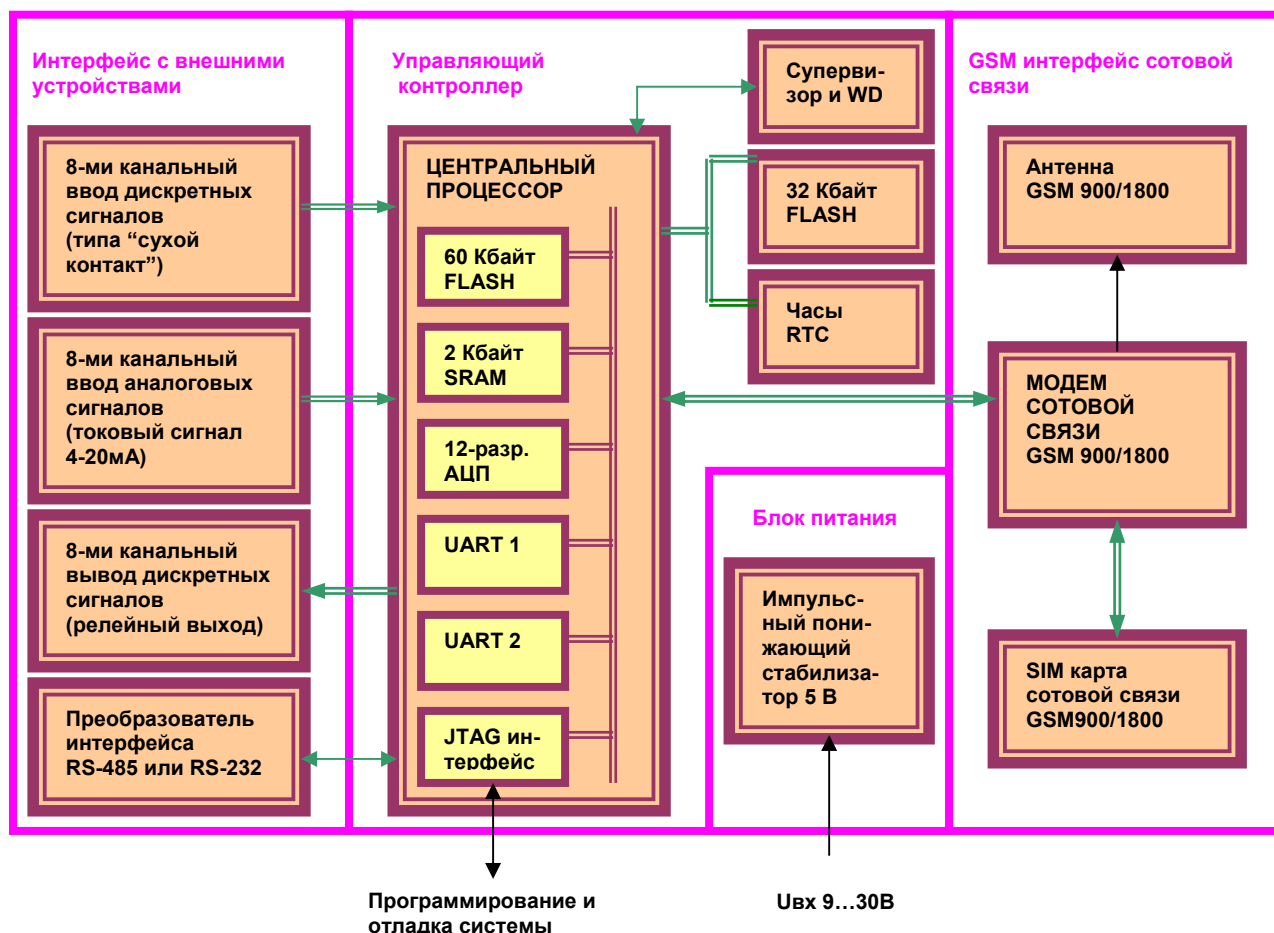 Интерфейс с внешними
устройствами
8-ми канальный
ввод дискретных
сигналов
(типа “сухой
контакт”)
8-ми канальный
ввод аналоговых
сигналов
(токовый сигнал
4-20мА)
8-ми канальный
вывод дискретных
сигналов
(релейный выход)
Преобразователь
интерфейса
RS-485 или RS-232
Управляющий
контроллер
ЦЕНТРАЛЬНЫЙ
ПРОЦЕССОР
60 Кбайт
FLASH
2 Кбайт
SRAM
12-разр.
АЦП
UART 1
UART 2
JTAG ин-
терфейс
Программирование и
отладка системы
Суперви-
зор и WD
32 Кбайт
FLASH
Часы
RTC
Блок питания
Импульс-
ный пони-
жающий
стабилиза-
тор 5 В
Uвх 9…30В
GSM интерфейс сотовой
связи
Антенна
GSM 900/1800
МОДЕМ
СОТОВОЙ
СВЯЗИ
GSM 900/1800
SIM карта
сотовой связи
GSM900/1800